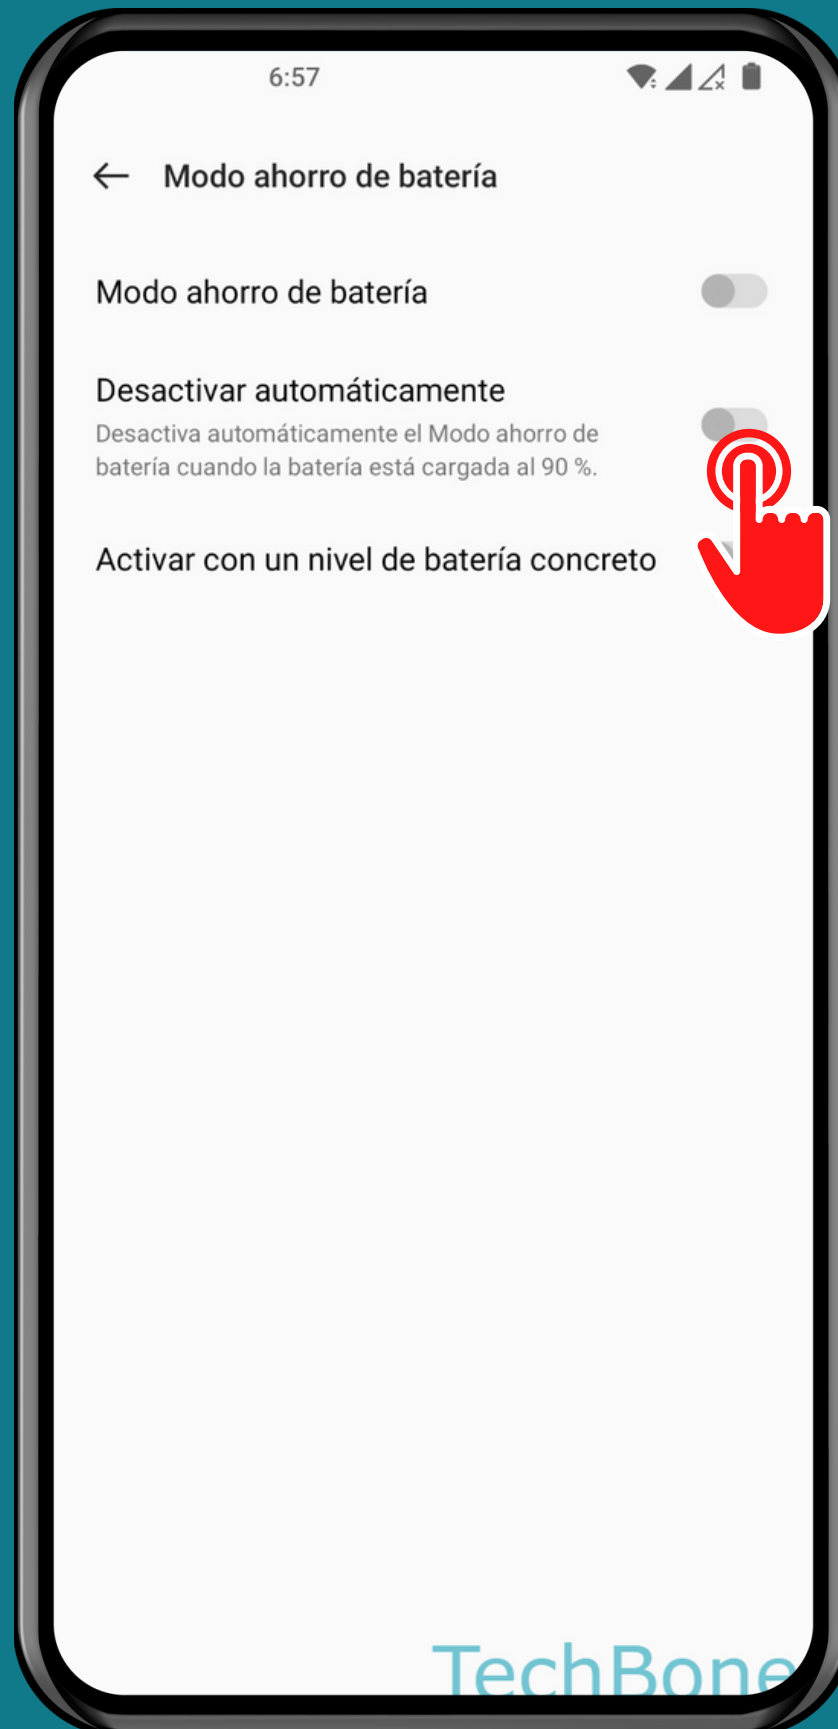 6:57
Modo ahorro de batería
Modo ahorro de batería
Desactivar automáticamente
Desactiva automáticamente el Modo ahorro de
batería cuando la batería está cargada al 90 %.
Activar con un nivel de batería concreto
TechBone